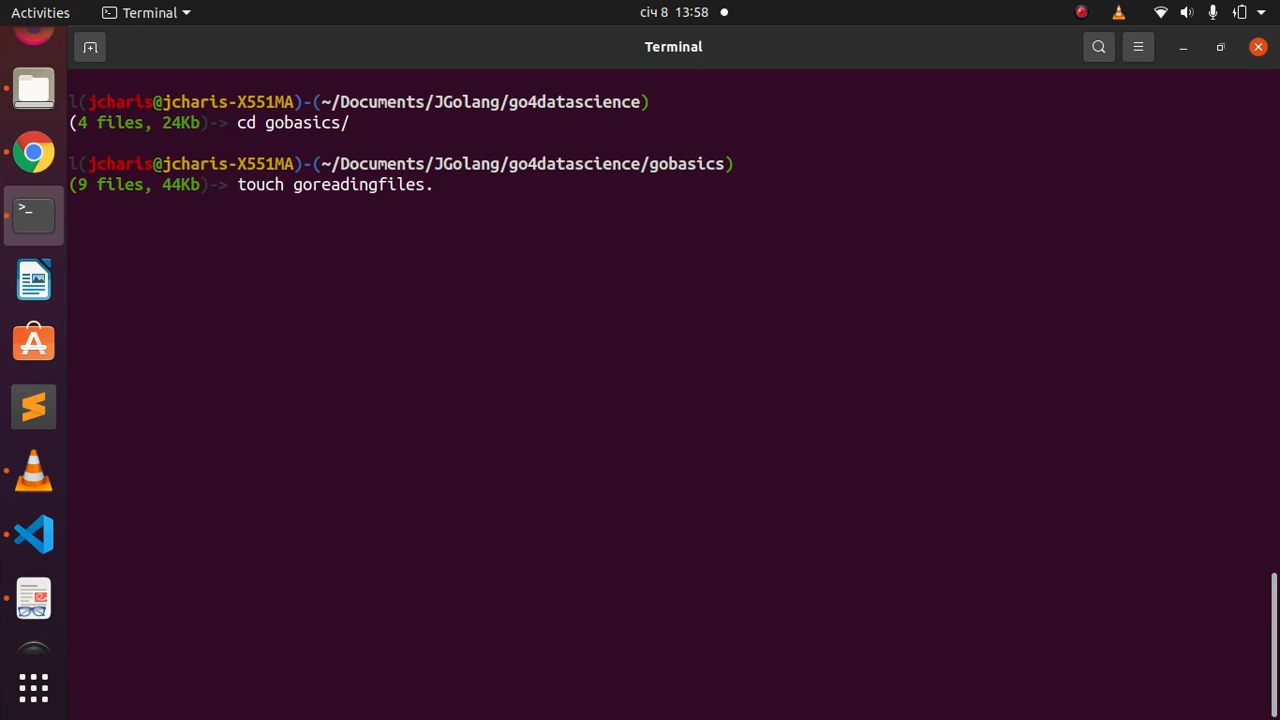 Activities
Terminal
січ 8 13:58
Terminal
l(jcharis@jcharis-X551MA)-(~/Documents/JGolang/go4datascience)
(4 files, 24Kb)-> cd gobasics/
l(jcharis@jcharis-X551MA)-(~/Documents/JGolang/go4datascience/gobasics)
(9 files, 44Kb)-> touch goreadingfiles.